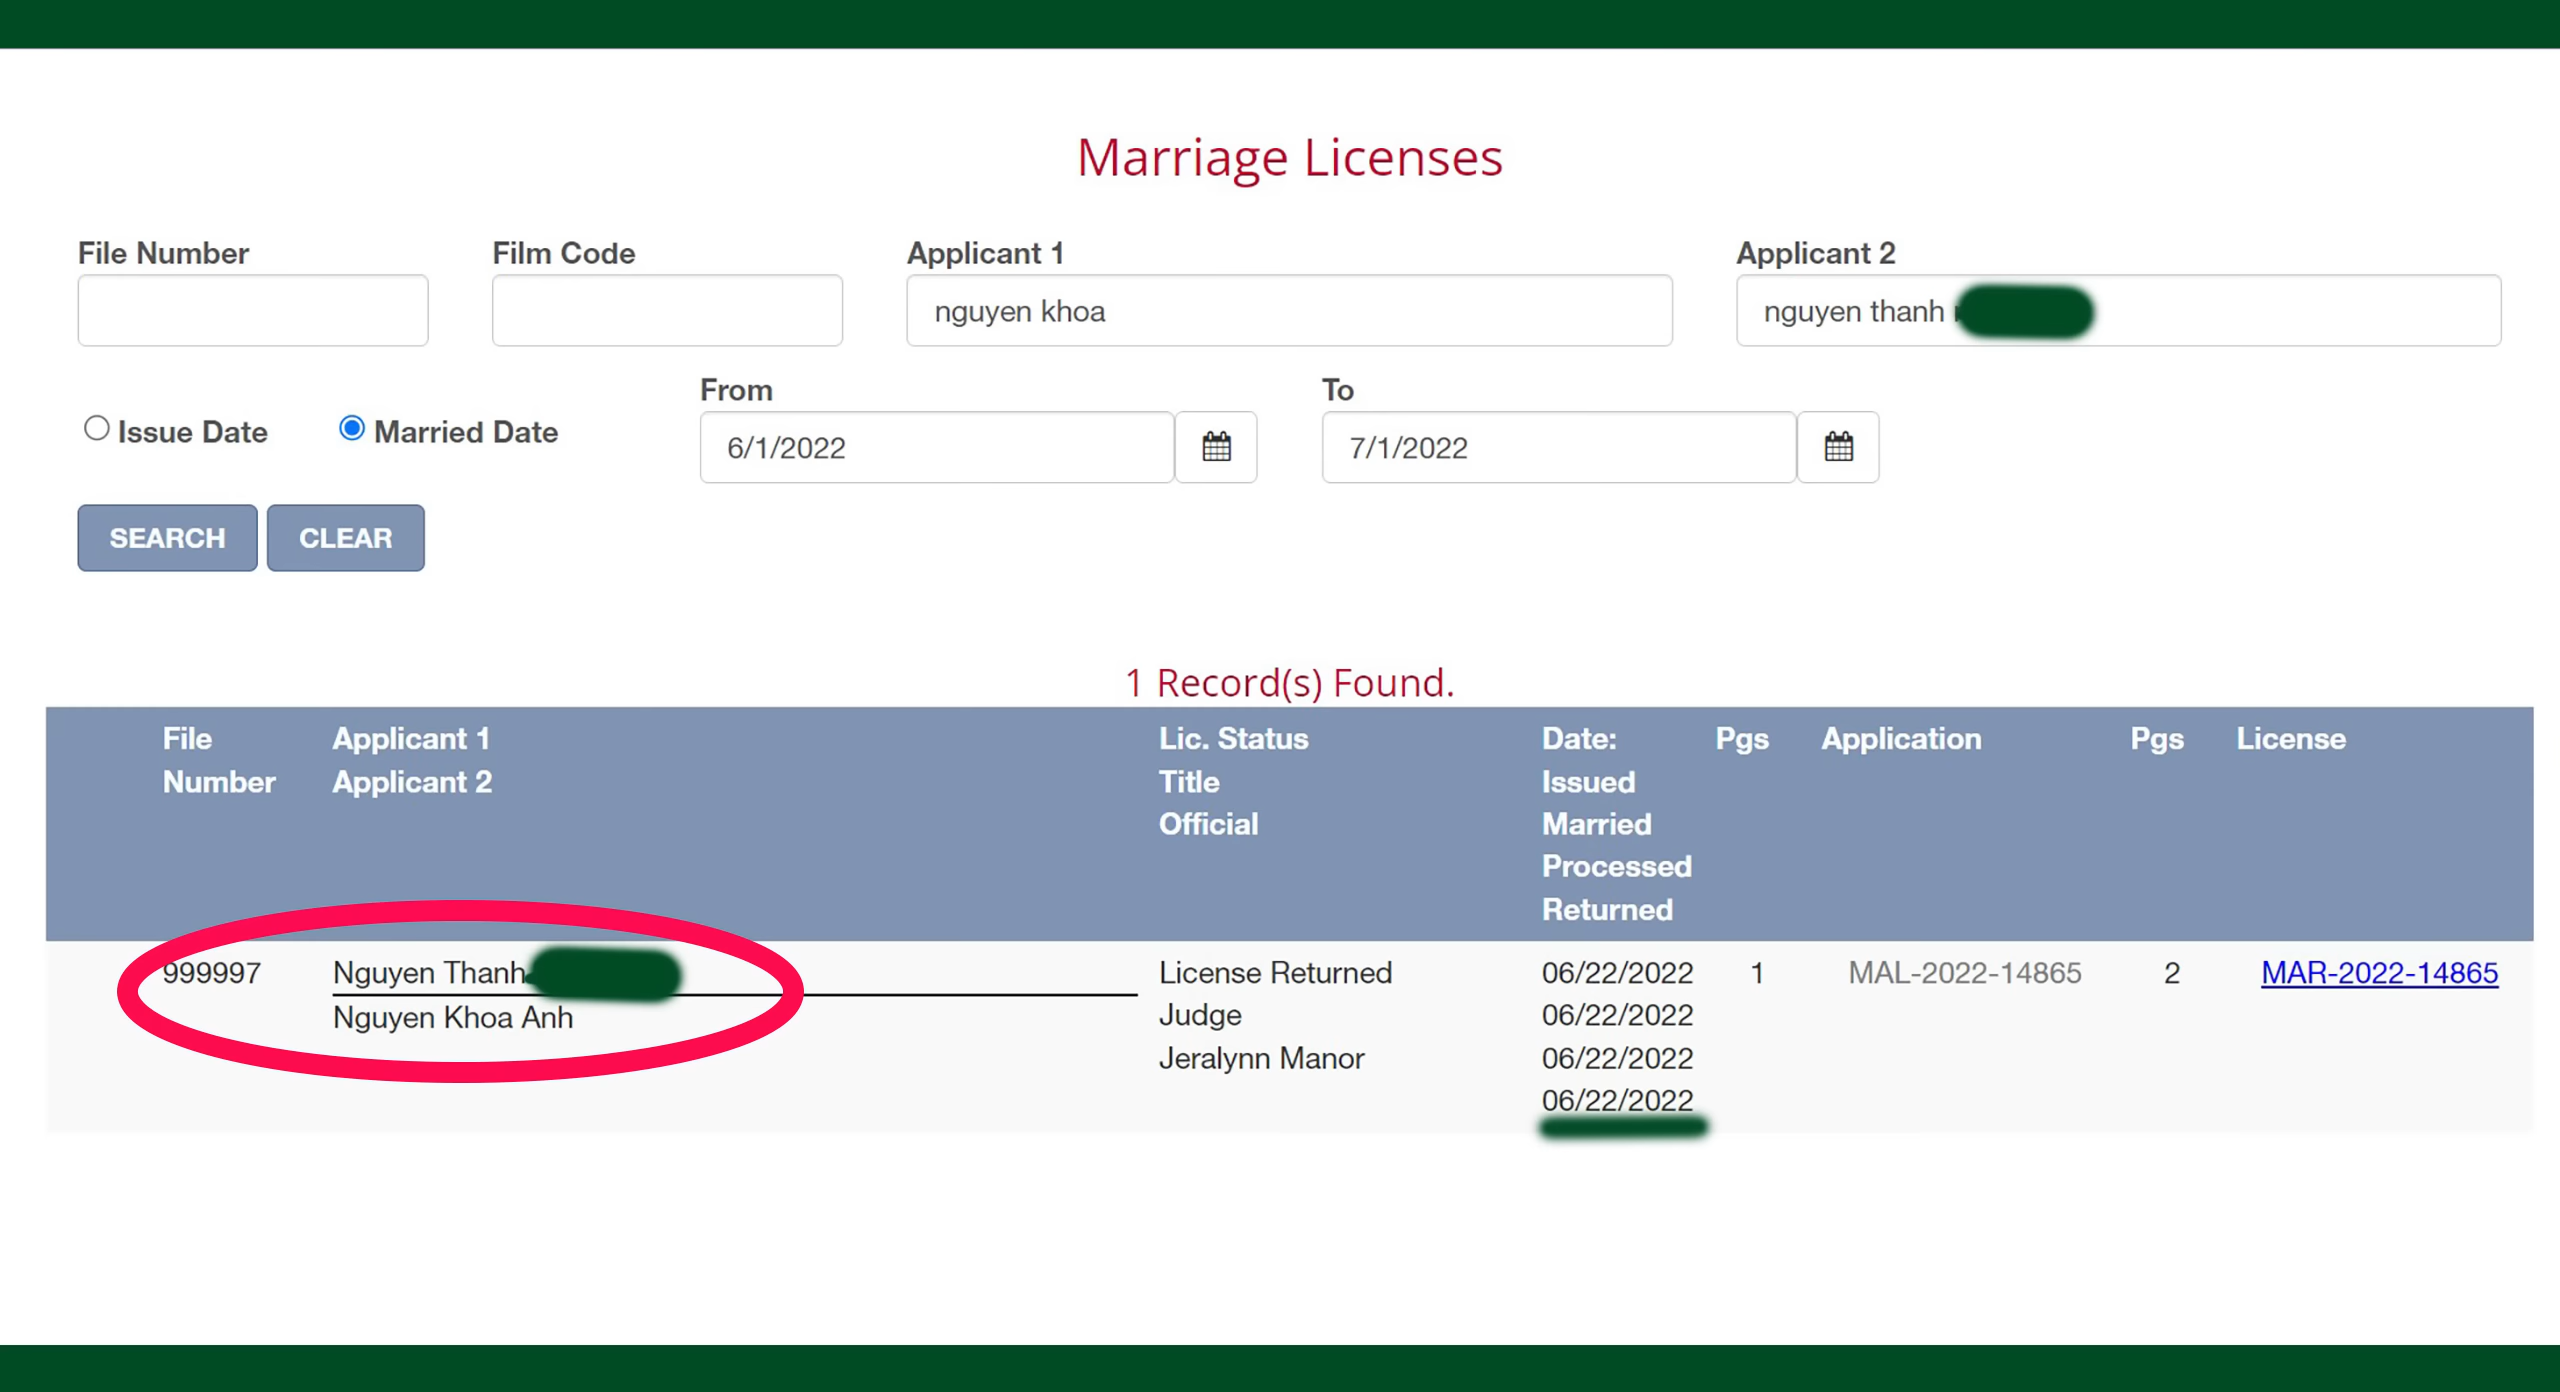 Marriage Licenses
File Number Film Code Applicant 1 Applicant 2
nguyen khoa nguyen thanh
From To
Issue Date Married Date 6/1/2022 7/1/2022
SEARCH CLEAR
1 Record(s) Found.
File Applicant 1 Lic. Status Date: Pgs Application Pgs License
Number Applicant 2 Title Issued
Official Married
Processed
Returned
999997 Nguyen Thanh License Returned 06/22/2022 1 MAL-2022-14865 2 MAR-2022-14865
Nguyen Khoa Anh Judge 06/22/2022
Jeralynn Manor 06/22/2022
06/22/2022